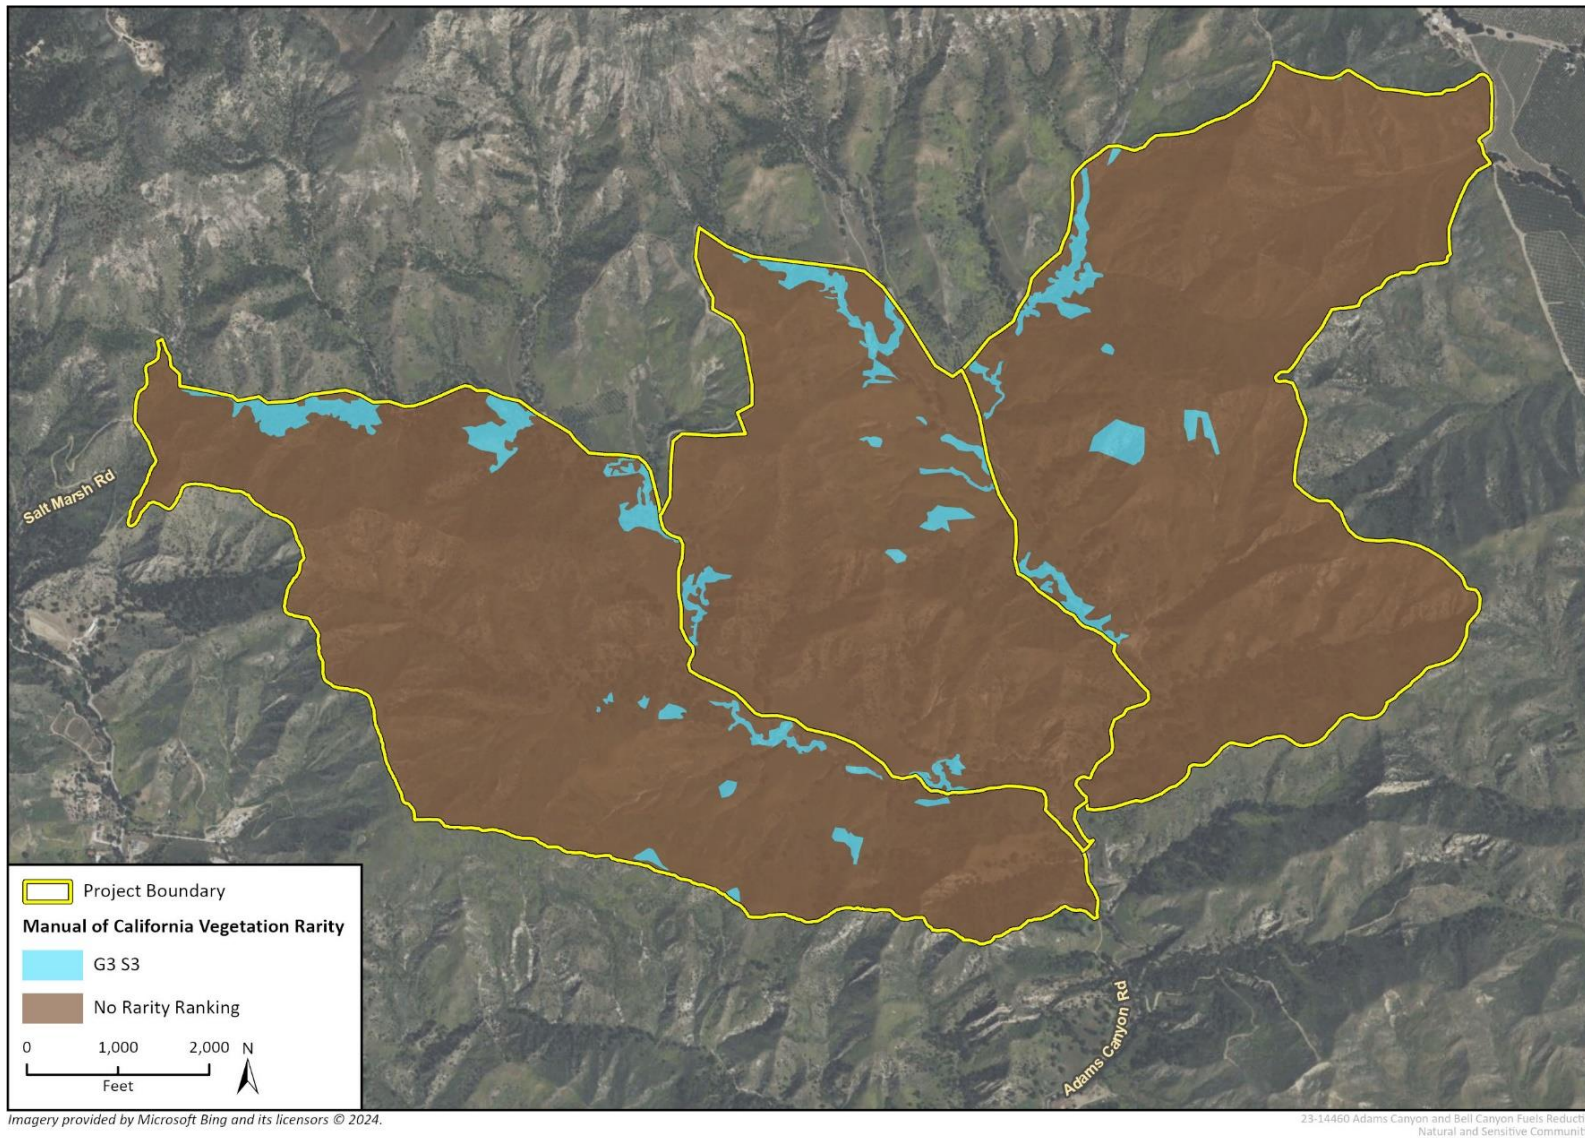 Salt Marsh Rd
Adams Canyon Rd
Project Boundary
Manual of California Vegetation Rarity
G3 S3
No Rarity Ranking
0 1,000 2,000 N
Feet
Imagery provided by Microsoft Bing and its licensors © 2024.
23-14460 Adams Canyon and Bell Canyon Fuels Reducti
Natural and Sensitive Communit